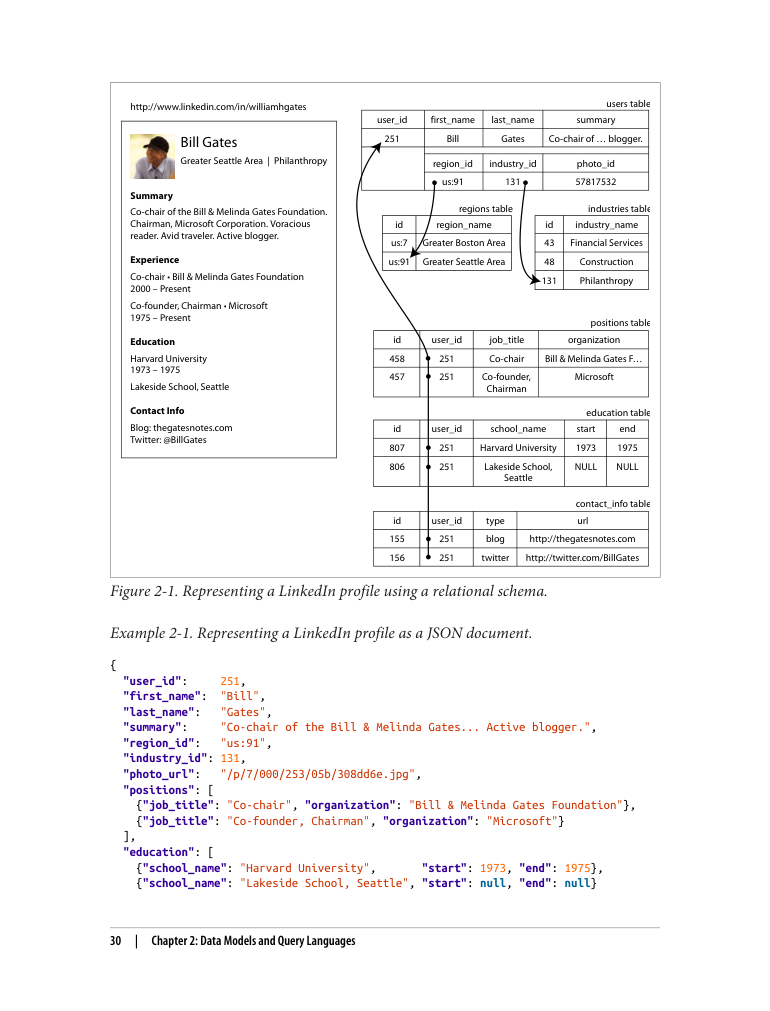 http://www.linkedin.com/in/williamhgates
Bill Gates
Greater Seattle Area | Philanthropy
Summary
Co-chair of the Bill & Melinda Gates Foundation.
Chairman, Microsoft Corporation. Voracious
reader. Avid traveler. Active blogger.
Experience
Co-chair • Bill & Melinda Gates Foundation
2000 – Present
Co-founder, Chairman • Microsoft
1975 – Present
Education
Harvard University
1973 – 1975
Lakeside School, Seattle
Contact Info
Blog: thegatesnotes.com
Twitter: @BillGates
users table
user_id first_name last_name summary
251 Bill Gates Co-chair of … blogger.
region_id industry_id photo_id
us:91 131 57817532
regions table
id region_name
us:7 Greater Boston Area
us:91 Greater Seattle Area
industries table
id industry_name
43 Financial Services
48 Construction
131 Philanthropy
positions table
id user_id job_title organization
458 251 Co-chair Bill & Melinda Gates F…
457 251 Co-founder, Microsoft
Chairman
education table
id user_id school_name start end
807 251 Harvard University 1973 1975
806 251 Lakeside School, NULL NULL
Seattle
contact_info table
id user_id type url
155 251 blog http://thegatesnotes.com
156 251 twitter http://twitter.com/BillGates
Figure 2-1. Representing a LinkedIn profile using a relational schema.
Example 2-1. Representing a LinkedIn profile as a JSON document.
{
  "user_id":     251,
  "first_name":  "Bill",
  "last_name":   "Gates",
  "summary":     "Co-chair of the Bill & Melinda Gates... Active blogger.",
  "region_id":   "us:91",
  "industry_id": 131,
  "photo_url":   "/p/7/000/253/05b/308dd6e.jpg",
  "positions": [
    {"job_title": "Co-chair", "organization": "Bill & Melinda Gates Foundation"},
    {"job_title": "Co-founder, Chairman", "organization": "Microsoft"}
  ],
  "education": [
    {"school_name": "Harvard University",       "start": 1973, "end": 1975},
    {"school_name": "Lakeside School, Seattle", "start": null, "end": null}
30 | Chapter 2: Data Models and Query Languages